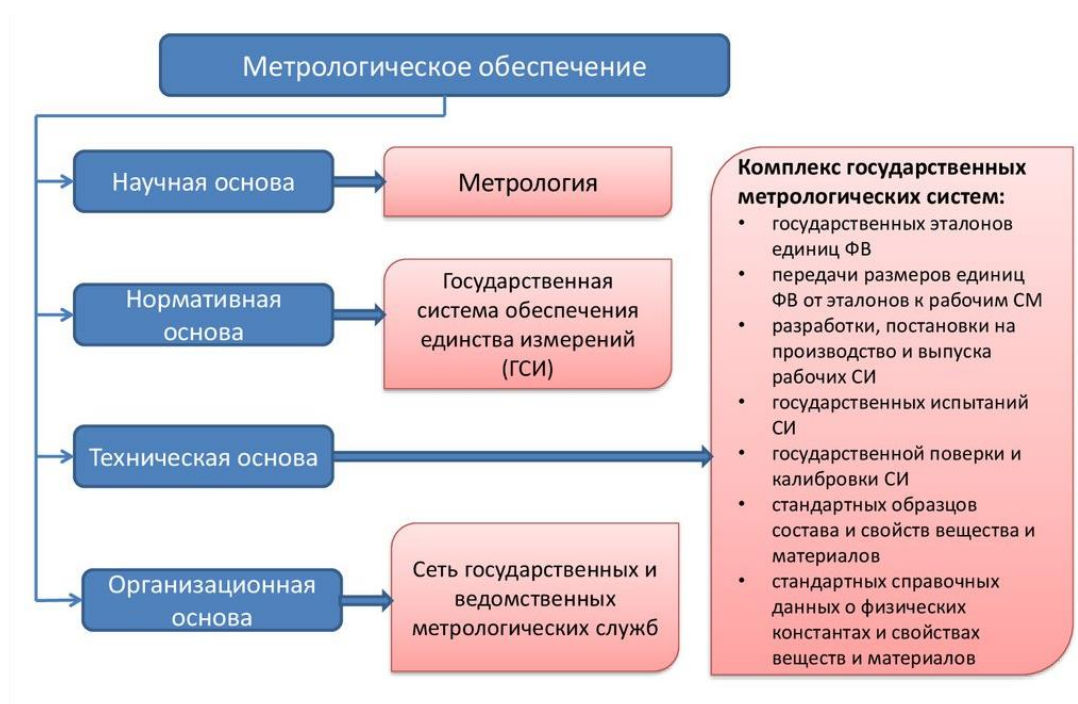 Метрологическое обеспечение
Научная основа
Метрология
Нормативная
основа
Государственная
система обеспечения
единства измерений
(ГСИ)
Техническая основа
Организационная
основа
Сеть государственных и
ведомственных
метрологических служб
Комплекс государственных
метрологических систем:
• государственных эталонов
единиц ФВ
• передачи размеров единиц
ФВ от эталонов к рабочим СМ
• разработки, постановки на
производство и выпуска
рабочих СИ
• государственных испытаний
СИ
• государственной поверки и
калибровки СИ
• стандартных образцов
состава и свойств вещества и
материалов
• стандартных справочных
данных о физических
константах и свойствах
веществ и материалов